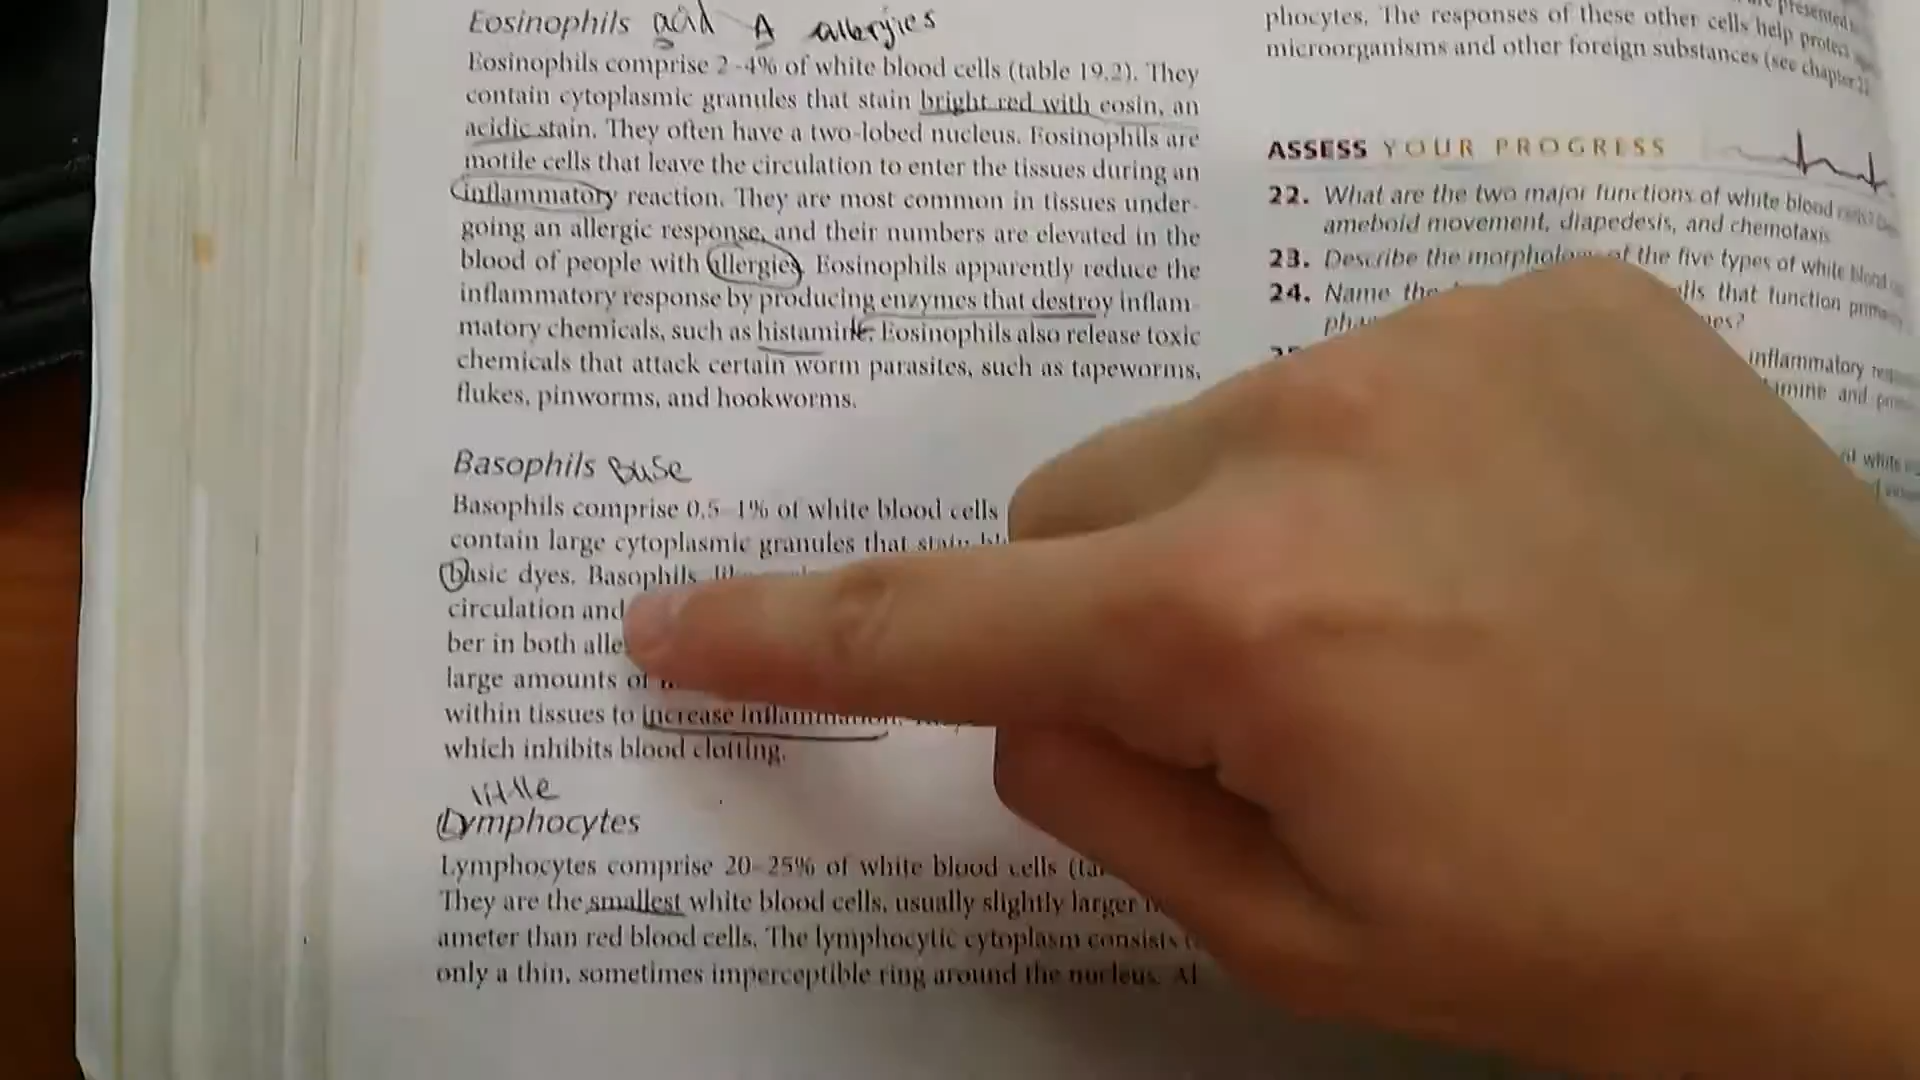 Eosinophils acid A allergies
Eosinophils comprise 2–4% of white blood cells (table 19.2). They
contain cytoplasmic granules that stain bright red with eosin, an
acidic stain. They often have a two-lobed nucleus. Eosinophils are
motile cells that leave the circulation to enter the tissues during an
inflammatory reaction. They are most common in tissues under-
going an allergic response, and their numbers are elevated in the
blood of people with allergies. Eosinophils apparently reduce the
inflammatory response by producing enzymes that destroy inflam-
matory chemicals, such as histamine. Eosinophils also release toxic
chemicals that attack certain worm parasites, such as tapeworms,
flukes, pinworms, and hookworms.
Basophils Base
Basophils comprise 0.5–1% of white blood cells
contain large cytoplasmic granules that stain
basic dyes. Basophils,
circulation and
ber in both
large amounts of
within tissues to increase inflammation.
which inhibits blood clotting.
little
Lymphocytes
Lymphocytes comprise 20–25% of white blood cells
They are the smallest white blood cells, usually slightly larger
ameter than red blood cells. The lymphocytic cytoplasm consists
only a thin, sometimes imperceptible ring around the nucleus. Al
presented
phocytes. The responses of these other cells help protect
microorganisms and other foreign substances (see chapter 22
ASSESS YOUR PROGRESS
22. What are the two major functions of white blood cells?
ameboid movement, diapedesis, and chemotaxis.
23. Describe the morphology of the five types of white blood
24. Name the that function
inflammatory
and
of white